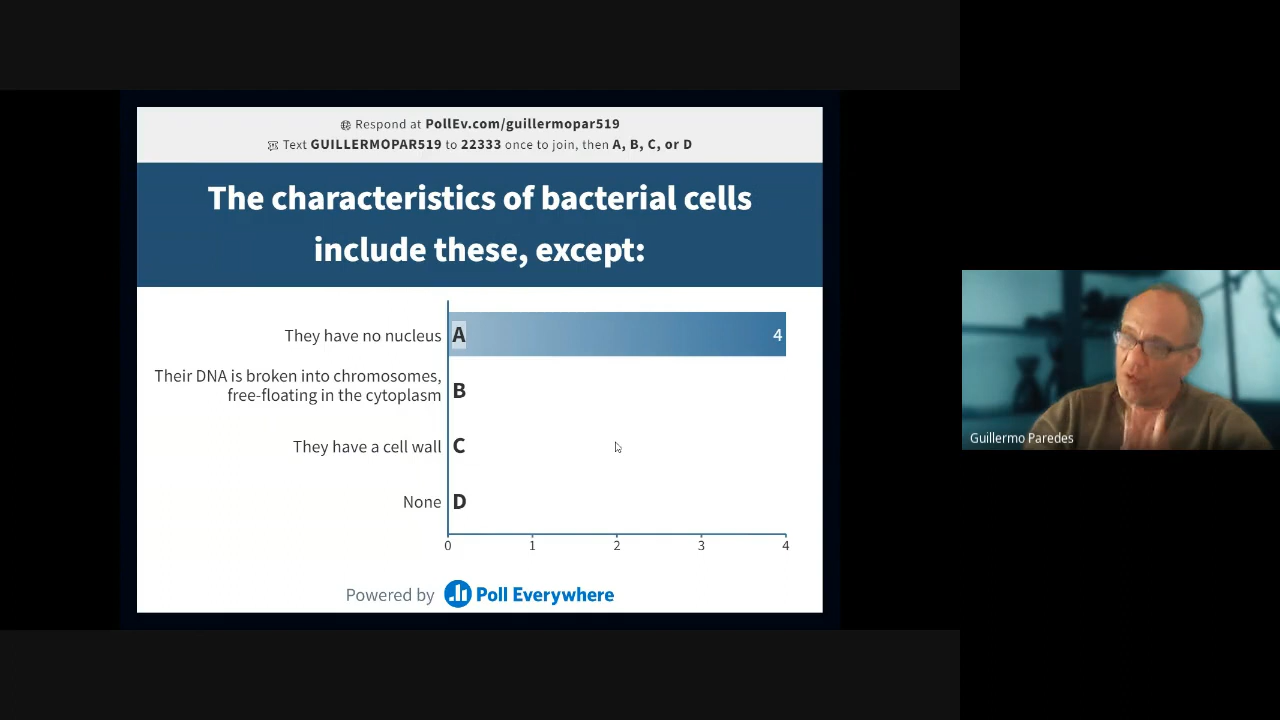 Respond at PollEv.com/guillermopar519
Text GUILLERMOPAR519 to 22333 once to join, then A, B, C, or D
The characteristics of bacterial cells
include these, except:
They have no nucleus A 4
Their DNA is broken into chromosomes,
free-floating in the cytoplasm B
They have a cell wall C
None D
0 1 2 3 4
Powered by Poll Everywhere
Guillermo Paredes